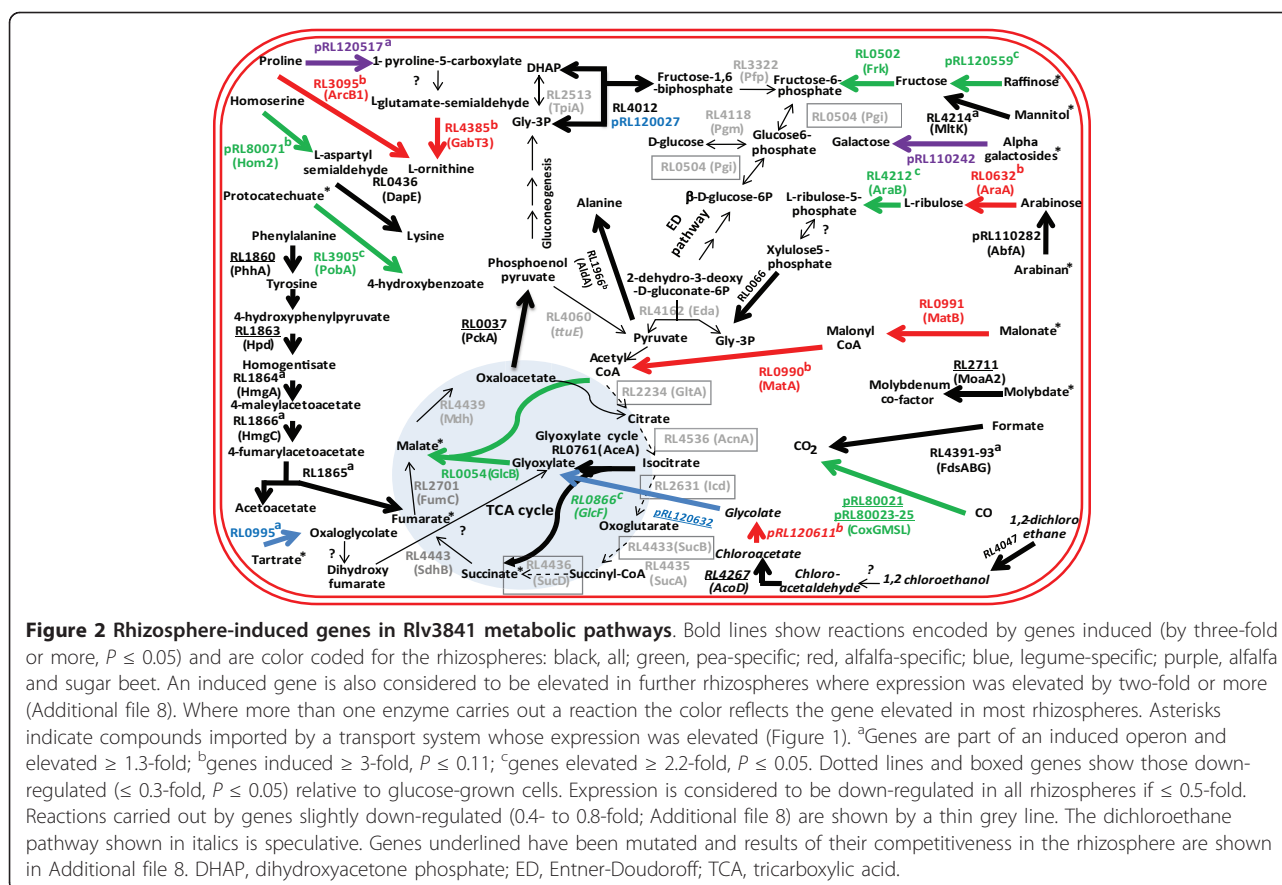 pRL120517a
Proline
1- pyroline-5-carboxylate
RL3095b
(ArcB1)
?
Homoserine
L-glutamate-semialdehyde
pRL80071b
(Hom2)
RL4385b
(GabT3)
L-aspartyl
semialdehyde
L-ornithine
RL0436
(DapE)
Protocatechuate*
Lysine
Phenylalanine
RL1860
(PhhA)
RL3905c
(PobA)
Tyrosine
4-hydroxybenzoate
4-hydroxyphenylpyruvate
RL1863
(Hpd)
Homogentisate
RL1864a
(HmgA)
4-maleylacetoacetate
RL1866a
(HmgC)
4-fumarylacetoacetate
RL1865a
Acetoacetate
Fumarate*
RL0995a
Oxaloglycolate
?
Tartrate*
?
Dihydroxy
fumarate
DHAP
RL2513
(TpiA)
Gly-3P
RL4012
pRL120027
Fructose-1,6
-biphosphate
RL3322
(Pfp)
Fructose-6-
phosphate
RL0502
(Frk)
Fructose
pRL120559c
Raffinose*
RL4214a
(MltK)
Mannitol*
RL4118
(Pgm)
RL0504 (Pgi)
D-glucose
Glucose6-
phosphate
Galactose
pRL110242
Alpha
galactosides*
RL0504 (Pgi)
RL4212c
(AraB)
RL0632b
(AraA)
β-D-glucose-6P
L-ribulose-5-
phosphate
L-ribulose
Arabinose
Gluconeogenesis
Alanine
ED
pathway
?
Xylulose5-
phosphate
pRL110282
(AbfA)
Arabinan*
Phosphoenol
pyruvate
RL1966b
(AldA)
2-dehydro-3-deoxy
-D-gluconate-6P
RL0066
RL4060
(ttuE)
RL4162 (Eda)
RL0037
(PckA)
Pyruvate
Gly-3P
Malonyl
CoA
RL0991
(MatB)
Malonate*
Acetyl
CoA
RL0990b
(MatA)
Oxaloacetate
RL2234 (GltA)
RL2711
(MoaA2)
Molybdenum
co-factor
Molybdate*
RL4439
(Mdh)
Citrate
Malate*
Glyoxylate cycle
RL0761(AceA)
RL4536 (AcnA)
CO2
Formate
RL4391-93a
(FdsABG)
RL0054 (GlcB)
Glyoxylate
Isocitrate
RL2701
(FumC)
RL2631 (Icd)
RL0866c
(GlcF)
TCA cycle
pRL120632
Glycolate
pRL80021
pRL80023-25
(CoxGMSL)
CO
Oxoglutarate
pRL120611b
1,2-dichloro
ethane
RL4443
(SdhB)
RL4433(SucB)
Chloroacetate
RL4047
Succinate*
RL4436
(SucD)
Succinyl-CoA
RL4435
(SucA)
RL4267
(AcoD)
Chloro-
acetaldehyde
?
1,2 chloroethanol
Figure 2 Rhizosphere-induced genes in Rlv3841 metabolic pathways. Bold lines show reactions encoded by genes induced (by three-fold
or more, P ≤ 0.05) and are color coded for the rhizospheres: black, all; green, pea-specific; red, alfalfa-specific; blue, legume-specific; purple, alfalfa
and sugar beet. An induced gene is also considered to be elevated in further rhizospheres where expression was elevated by two-fold or more
(Additional file 8). Where more than one enzyme carries out a reaction the color reflects the gene elevated in most rhizospheres. Asterisks
indicate compounds imported by a transport system whose expression was elevated (Figure 1). aGenes are part of an induced operon and
elevated ≥ 1.3-fold; bgenes induced ≥ 3-fold, P ≤ 0.11; cgenes elevated ≥ 2.2-fold, P ≤ 0.05. Dotted lines and boxed genes show those down-
regulated (≤ 0.3-fold, P ≤ 0.05) relative to glucose-grown cells. Expression is considered to be down-regulated in all rhizospheres if ≤ 0.5-fold.
Reactions carried out by genes slightly down-regulated (0.4- to 0.8-fold; Additional file 8) are shown by a thin grey line. The dichloroethane
pathway shown in italics is speculative. Genes underlined have been mutated and results of their competitiveness in the rhizosphere are shown
in Additional file 8. DHAP, dihydroxyacetone phosphate; ED, Entner-Doudoroff; TCA, tricarboxylic acid.